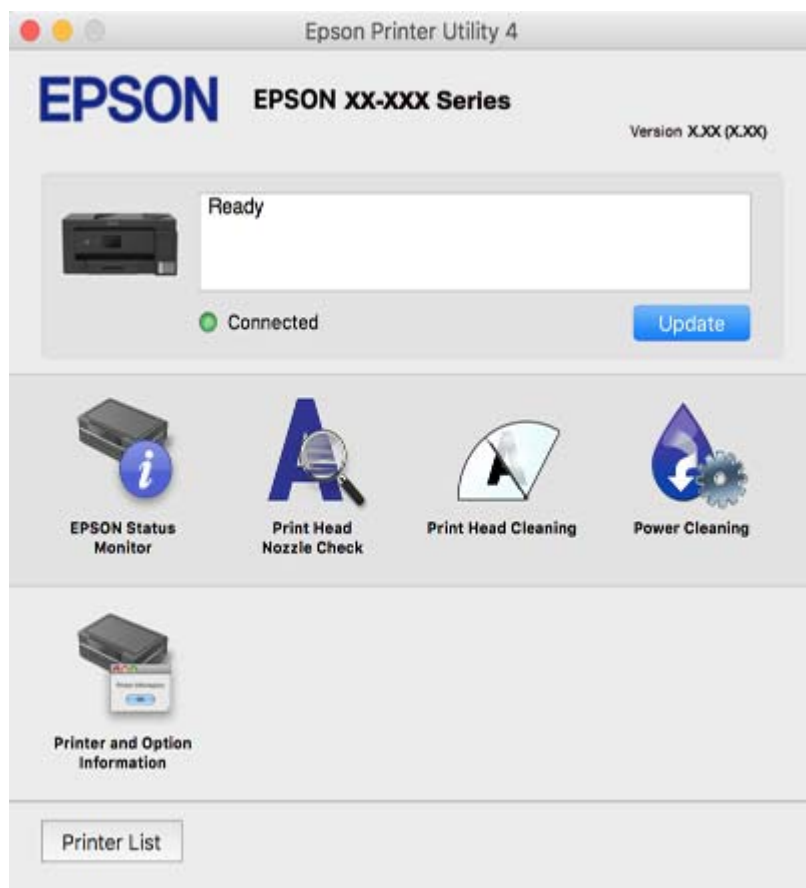 Epson Printer Utility 4
EPSON
EPSON XX-XXX Series
Version X.XX (X.XX)
Ready
Connected
Update
EPSON Status
Monitor
Print Head
Nozzle Check
Print Head Cleaning
Power Cleaning
Printer and Option
Information
Printer List